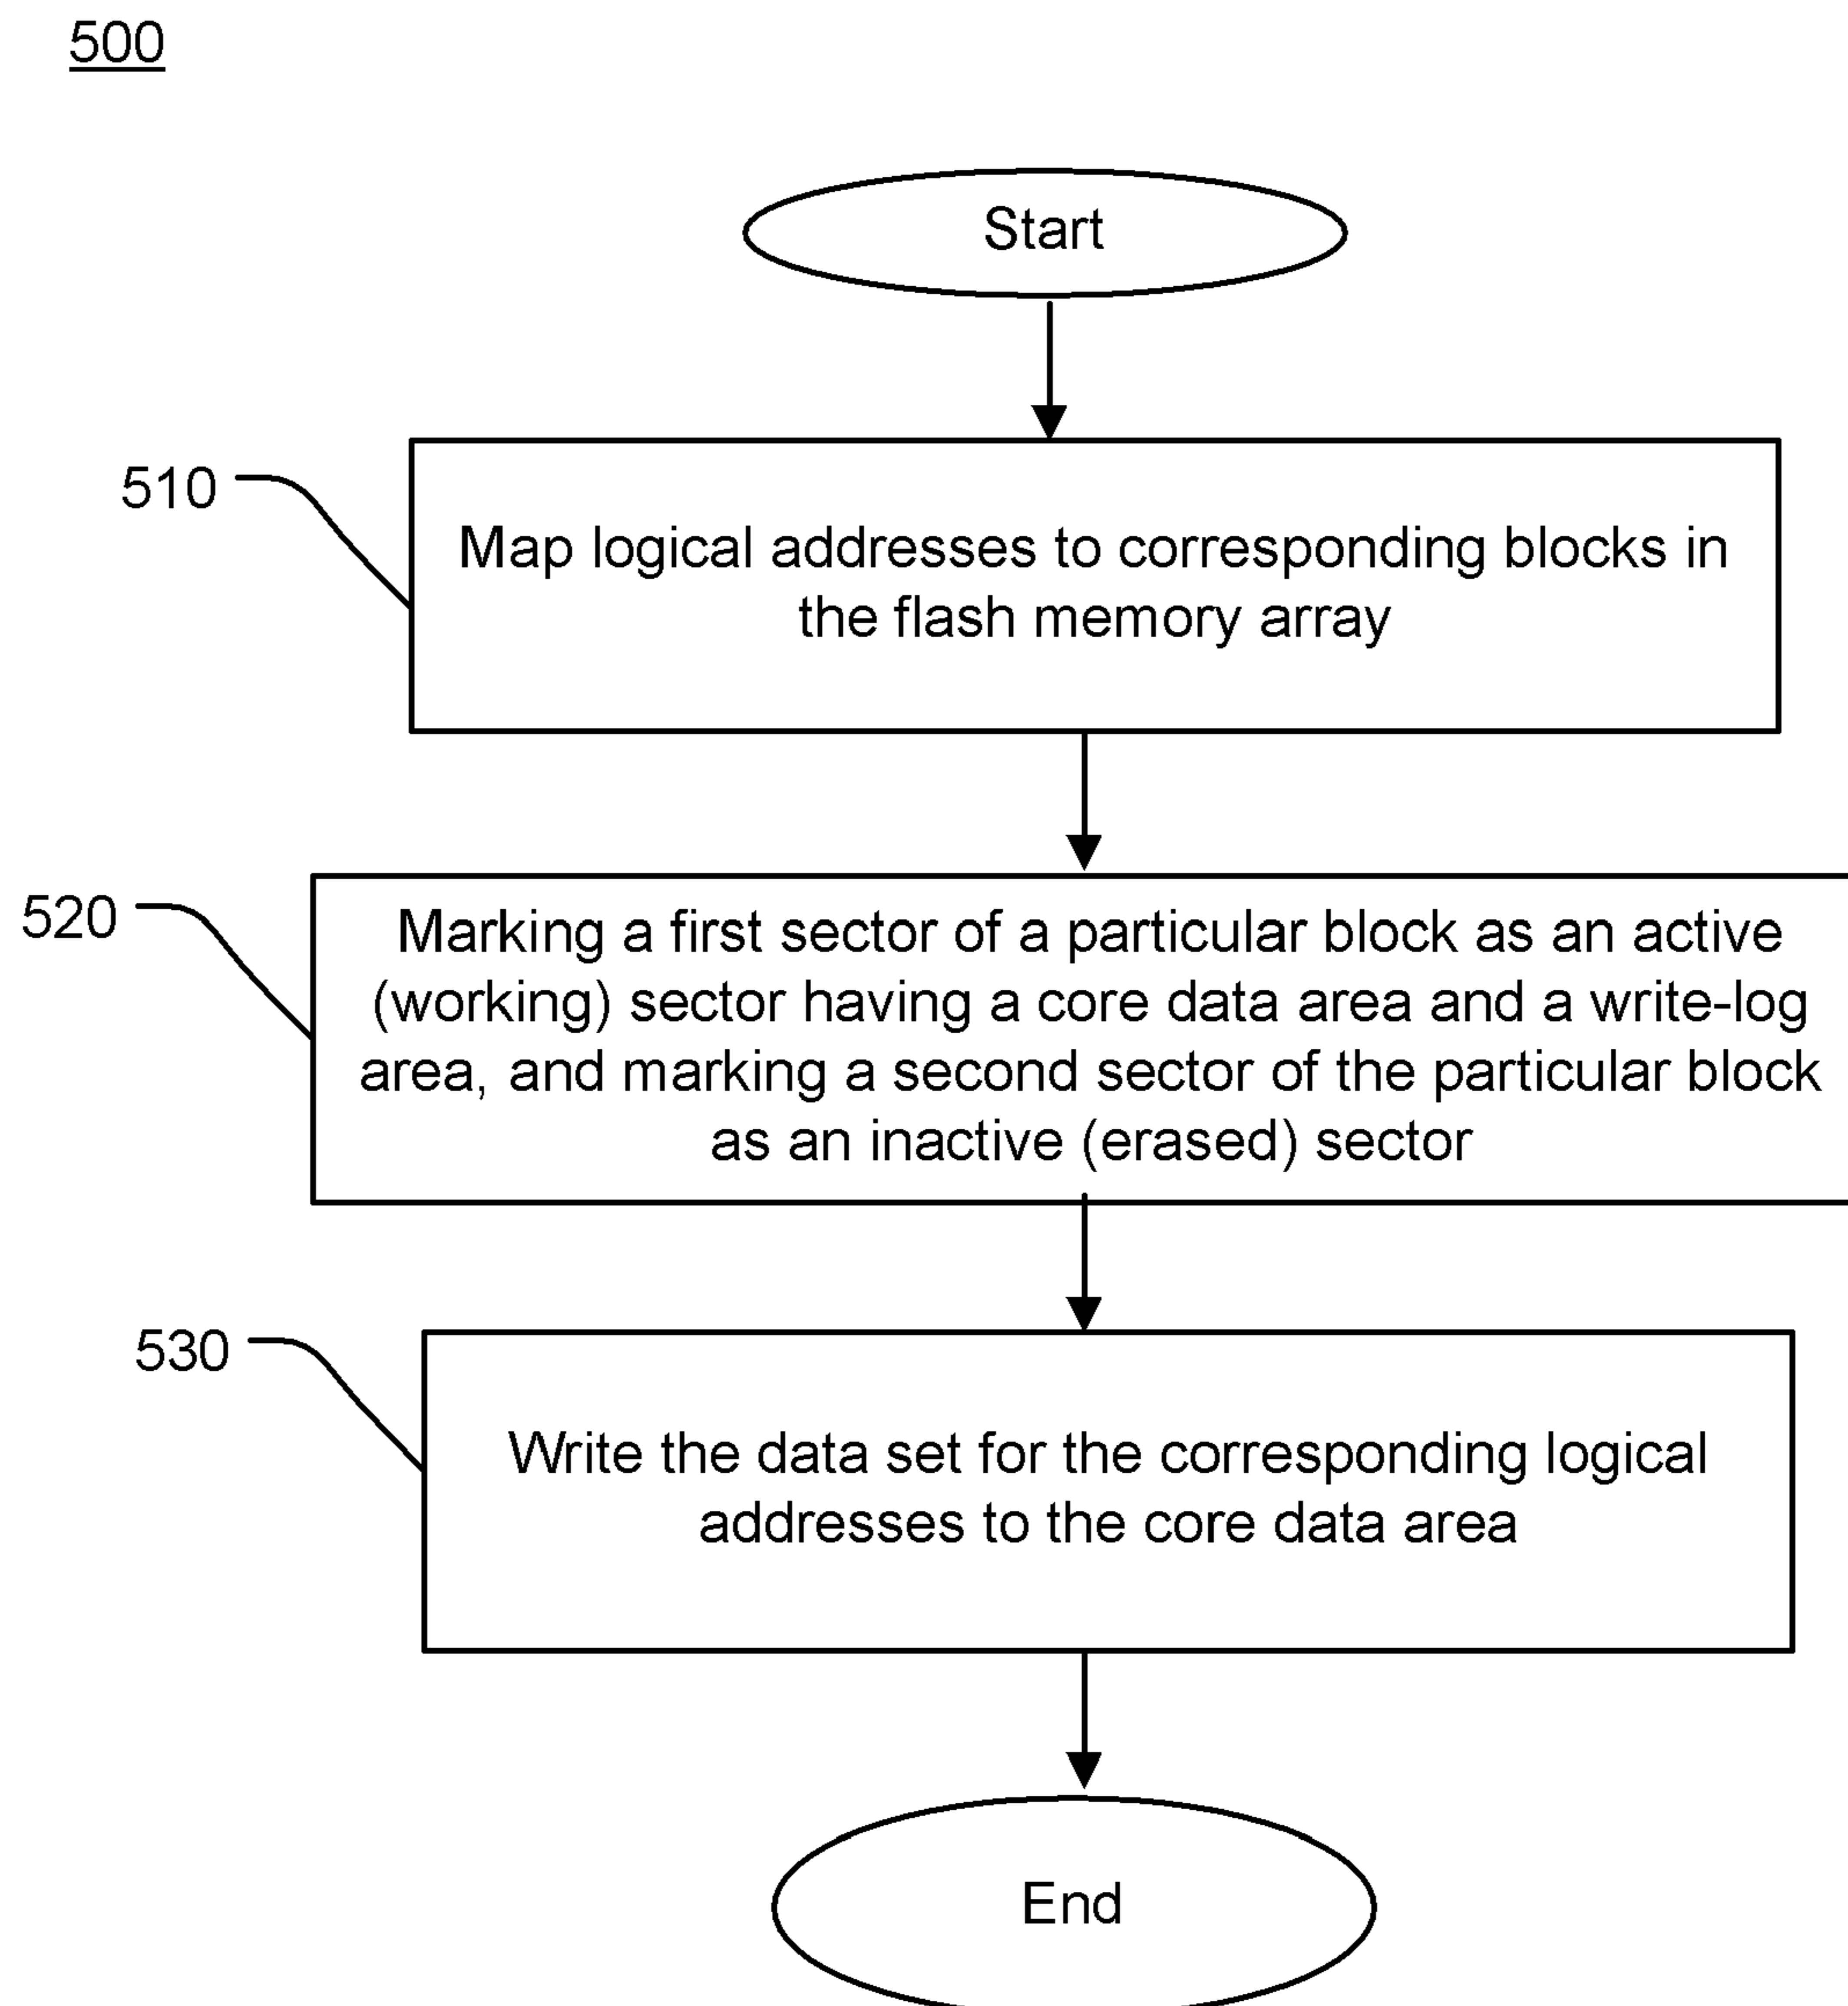 500
Start
510
Map logical addresses to corresponding blocks in
the flash memory array
520
Marking a first sector of a particular block as an active
(working) sector having a core data area and a write-log
area, and marking a second sector of the particular block
as an inactive (erased) sector
530
Write the data set for the corresponding logical
addresses to the core data area
End